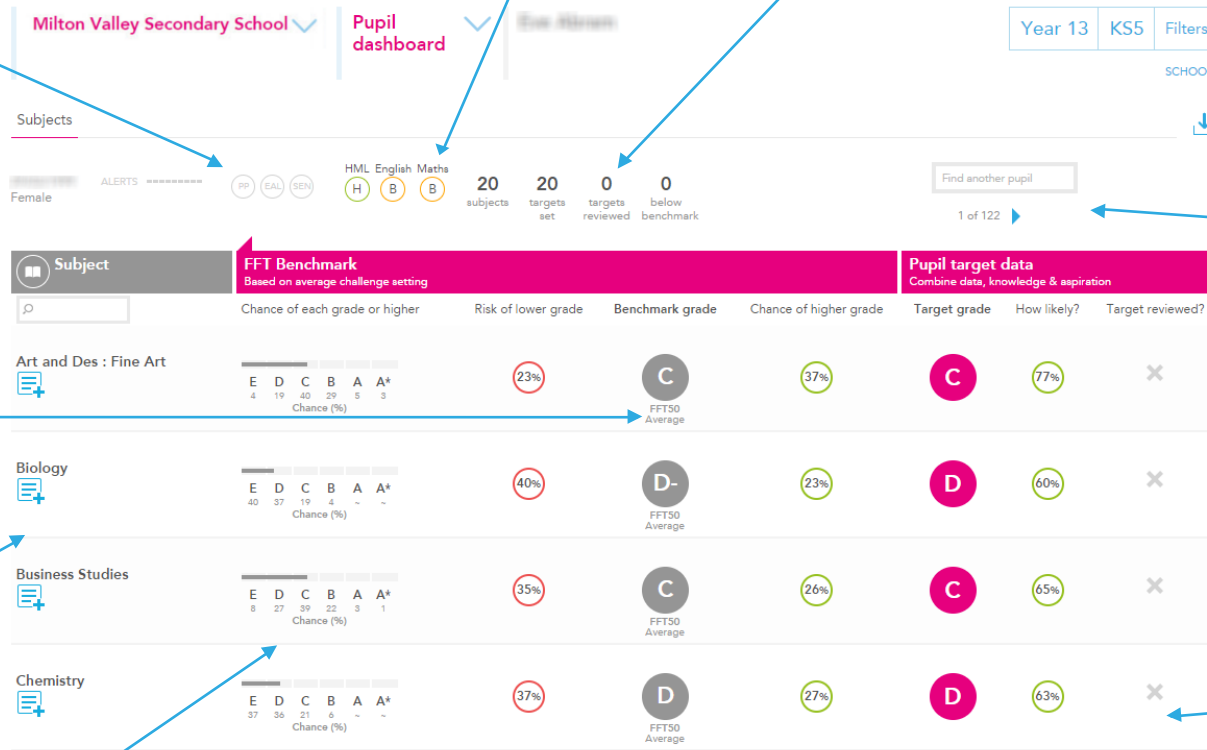 Milton Valley Secondary School
Pupil
dashboard
Year 13 KS5 Filters
SCHOO
Subjects
ALERTS
Female
PP EAL SEN
HML English Maths
H B B
20 20 0 0
subjects targets set targets reviewed below benchmark
Find another pupil
1 of 122
Subject FFT Benchmark Pupil target data
Based on average challenge setting Combine data, knowledge & aspiration
Chance of each grade or higher Risk of lower grade Benchmark grade Chance of higher grade Target grade How likely? Target reviewed?
Art and Des : Fine Art
E D C B A A*
4 19 40 29 5 3
Chance (%)
23% C 37% C 77%
FFT50
Average
Biology
E D C B A A*
40 37 19 4 ~ ~
Chance (%)
40% D- 23% D 60%
FFT50
Average
Business Studies
E D C B A A*
8 27 39 22 3 1
Chance (%)
35% C 26% C 65%
FFT50
Average
Chemistry
E D C B A A*
37 36 21 6 ~ ~
Chance (%)
37% D 27% D 63%
FFT50
Average